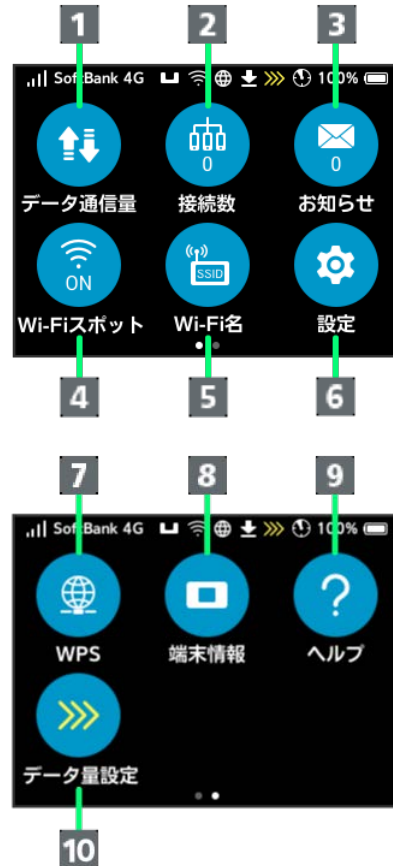 1 2 3
SoftBank 4G 100%
0 0
データ通信量 接続数 お知らせ
ON SSID
Wi-Fiスポット Wi-Fi名 設定
4 5 6
7 8 9
SoftBank 4G 100%
?
WPS 端末情報 ヘルプ
データ量設定
10